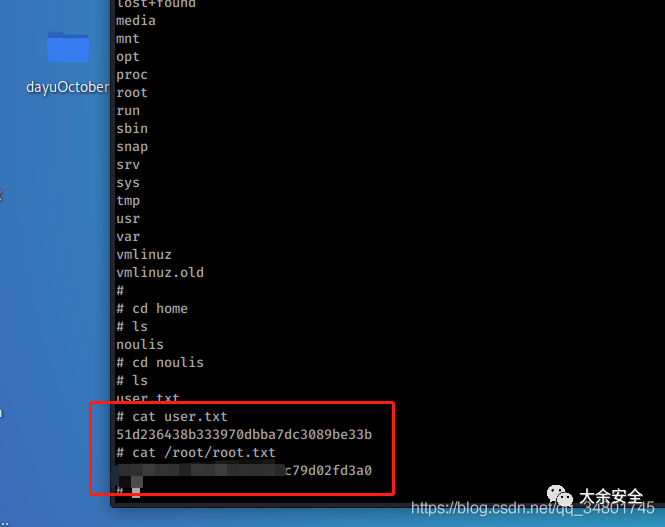 lost+found
media
mnt
opt
proc
root
run
sbin
snap
srv
sys
tmp
usr
var
vmlinuz
vmlinuz.old
#
# cd home
# ls
noulis
# cd noulis
# ls
user.txt
# cat user.txt
51d236438b333970dbba7dc3089be33b
# cat /root/root.txt
c79d02fd3a0
#
dayuOctober
大余安全
https://blog.csdn.net/qq_34801745